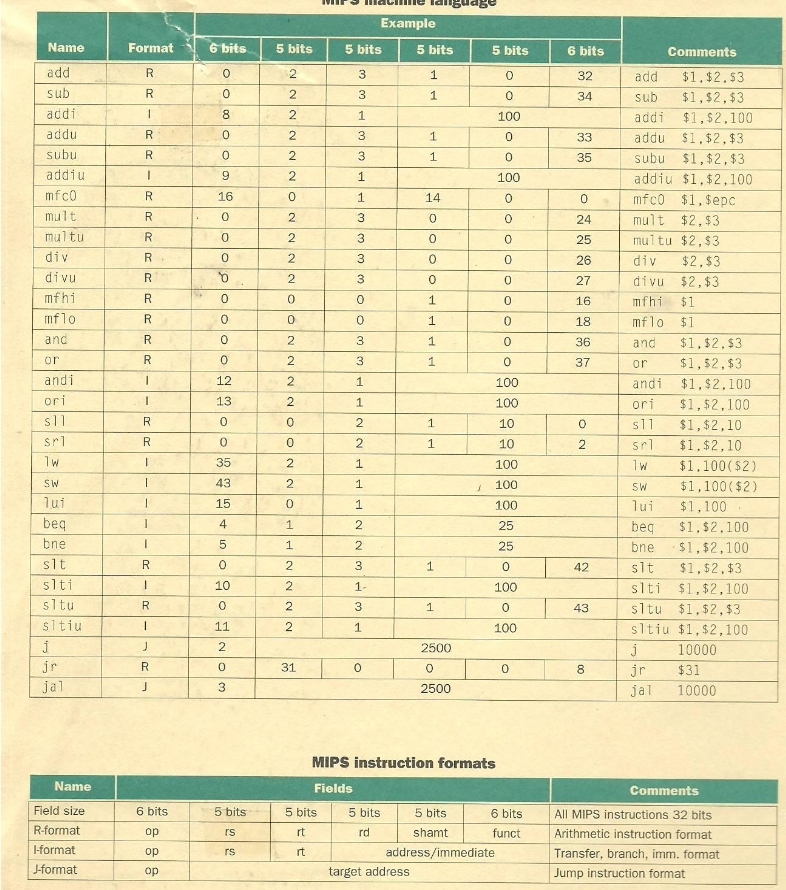 MIPS machine language
Example
Name Format 6 bits 5 bits 5 bits 5 bits 5 bits 6 bits Comments
add R 0 2 3 1 0 32 add $1,$2,$3
sub R 0 2 3 1 0 34 sub $1,$2,$3
addi I 8 2 1 100 addi $1,$2,100
addu R 0 2 3 1 0 33 addu $1,$2,$3
subu R 0 2 3 1 0 35 subu $1,$2,$3
addiu I 9 2 1 100 addiu $1,$2,100
mfc0 R 16 0 1 14 0 0 mfc0 $1,$epc
mult R 0 2 3 0 0 24 mult $2,$3
multu R 0 2 3 0 0 25 multu $2,$3
div R 0 2 3 0 0 26 div $2,$3
divu R 0 2 3 0 0 27 divu $2,$3
mfhi R 0 0 0 1 0 16 mfhi $1
mflo R 0 0 0 1 0 18 mflo $1
and R 0 2 3 1 0 36 and $1,$2,$3
or R 0 2 3 1 0 37 or $1,$2,$3
andi I 12 2 1 100 andi $1,$2,100
ori I 13 2 1 100 ori $1,$2,100
sll R 0 0 2 1 10 0 sll $1,$2,10
srl R 0 0 2 1 10 2 srl $1,$2,10
lw I 35 2 1 100 lw $1,100($2)
sw I 43 2 1 100 sw $1,100($2)
lui I 15 0 1 100 lui $1,100
beq I 4 1 2 25 beq $1,$2,100
bne I 5 1 2 25 bne $1,$2,100
slt R 0 2 3 1 0 42 slt $1,$2,$3
slti I 10 2 1 100 slti $1,$2,100
sltu R 0 2 3 1 0 43 sltu $1,$2,$3
sltiu I 11 2 1 100 sltiu $1,$2,100
j J 2 2500 j 10000
jr R 0 31 0 0 0 8 jr $31
jal J 3 2500 jal 10000
MIPS instruction formats
Name Fields Comments
Field size 6 bits 5 bits 5 bits 5 bits 5 bits 6 bits All MIPS instructions 32 bits
R-format op rs rt rd shamt funct Arithmetic instruction format
I-format op rs rt address/immediate Transfer, branch, imm. format
J-format op target address Jump instruction format